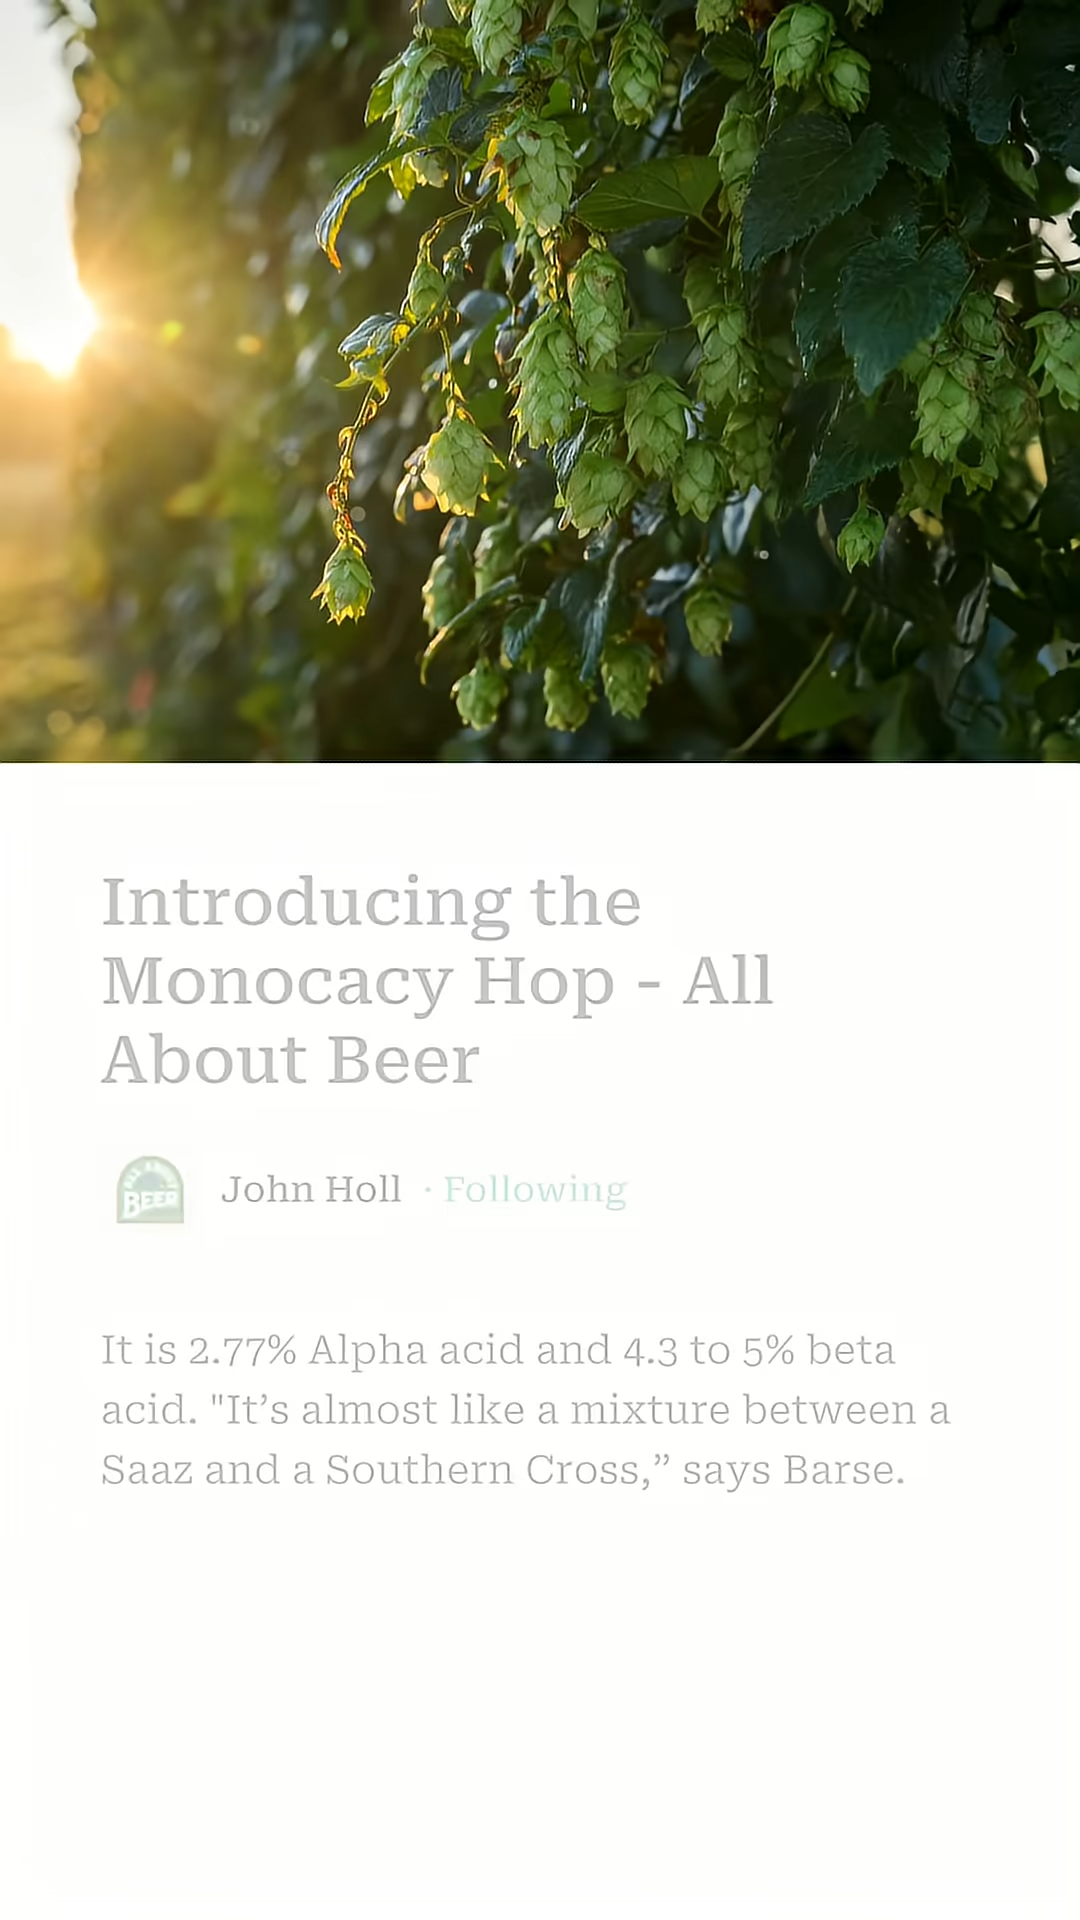 Introducing the
Monocacy Hop - All
About Beer
BEER
John Holl · Following
It is 2.77% Alpha acid and 4.3 to 5% beta
acid. "It’s almost like a mixture between a
Saaz and a Southern Cross,” says Barse.